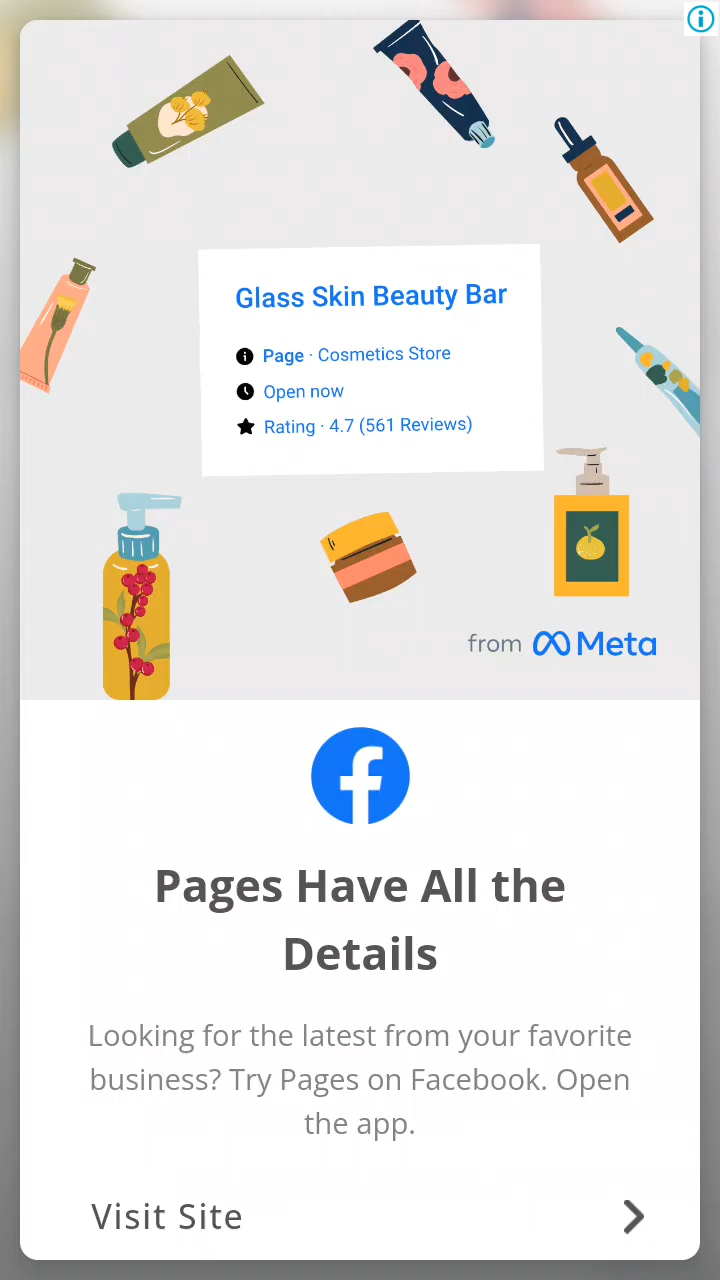 Glass Skin Beauty Bar
Page · Cosmetics Store
Open now
Rating · 4.7 (561 Reviews)
from Meta
Pages Have All the
Details
Looking for the latest from your favorite
business? Try Pages on Facebook. Open
the app.
Visit Site